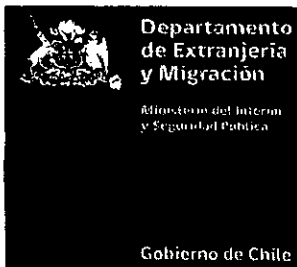 Departamento
de Extranjería
y Migración
Ministerio del Interior
y Seguridad Pública
Gobierno de Chile